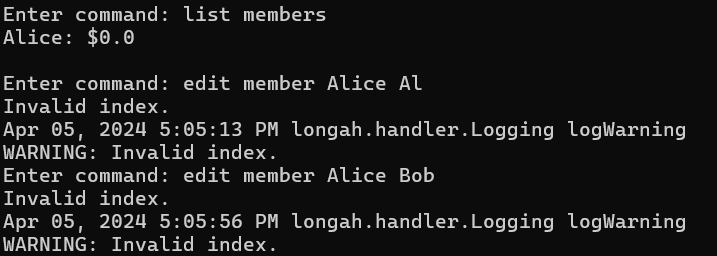 Enter command: list members
Alice: $0.0
Enter command: edit member Alice Al
Invalid index.
Apr 05, 2024 5:05:13 PM longah.handler.Logging logWarning
WARNING: Invalid index.
Enter command: edit member Alice Bob
Invalid index.
Apr 05, 2024 5:05:56 PM longah.handler.Logging logWarning
WARNING: Invalid index.